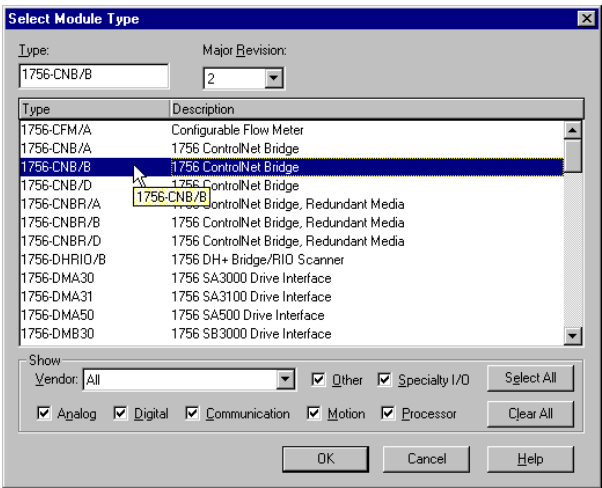 Select Module Type
Type: Major Revision:
1756-CNB/B 2
Type Description
1756-CFM/A Configurable Flow Meter
1756-CNB/A 1756 ControlNet Bridge
1756-CNB/B 1756 ControlNet Bridge
1756-CNB/D 1756 ControlNet Bridge
1756-CNB/B
1756-CNBR/A 1756 ControlNet Bridge, Redundant Media
1756-CNBR/B 1756 ControlNet Bridge, Redundant Media
1756-CNBR/D 1756 ControlNet Bridge, Redundant Media
1756-DHRIO/B 1756 DH+ Bridge/RIO Scanner
1756-DMA30 1756 SA3000 Drive Interface
1756-DMA31 1756 SA3100 Drive Interface
1756-DMA50 1756 SA500 Drive Interface
1756-DMB30 1756 SB3000 Drive Interface
Show
Vendor: All Other Specialty I/O Select All
Analog Digital Communication Motion Processor Clear All
OK Cancel Help